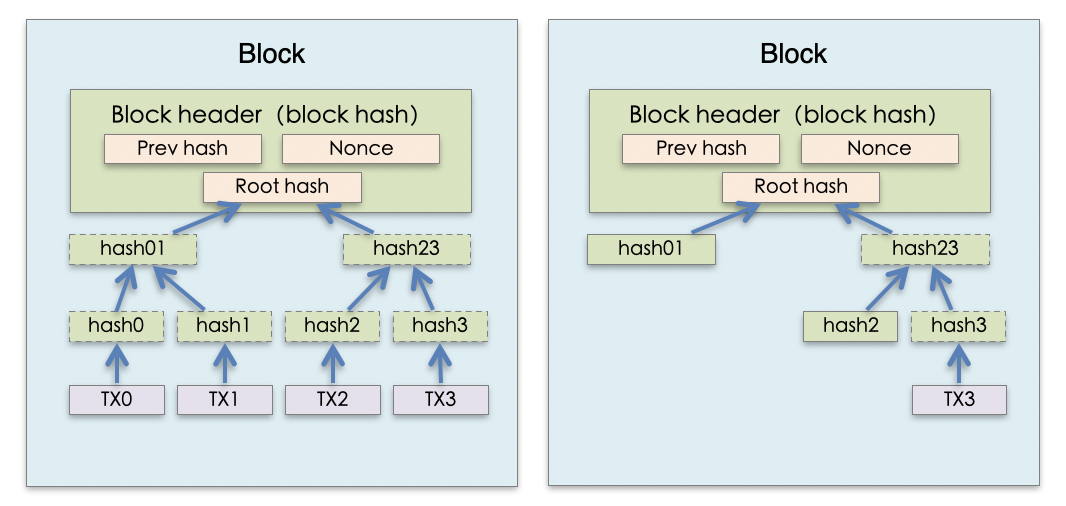 Block
Block header（block hash）
Prev hash
Nonce
Root hash
hash01
hash23
hash0
hash1
hash2
hash3
TX0
TX1
TX2
TX3
Block
Block header（block hash）
Prev hash
Nonce
Root hash
hash01
hash23
hash2
hash3
TX3